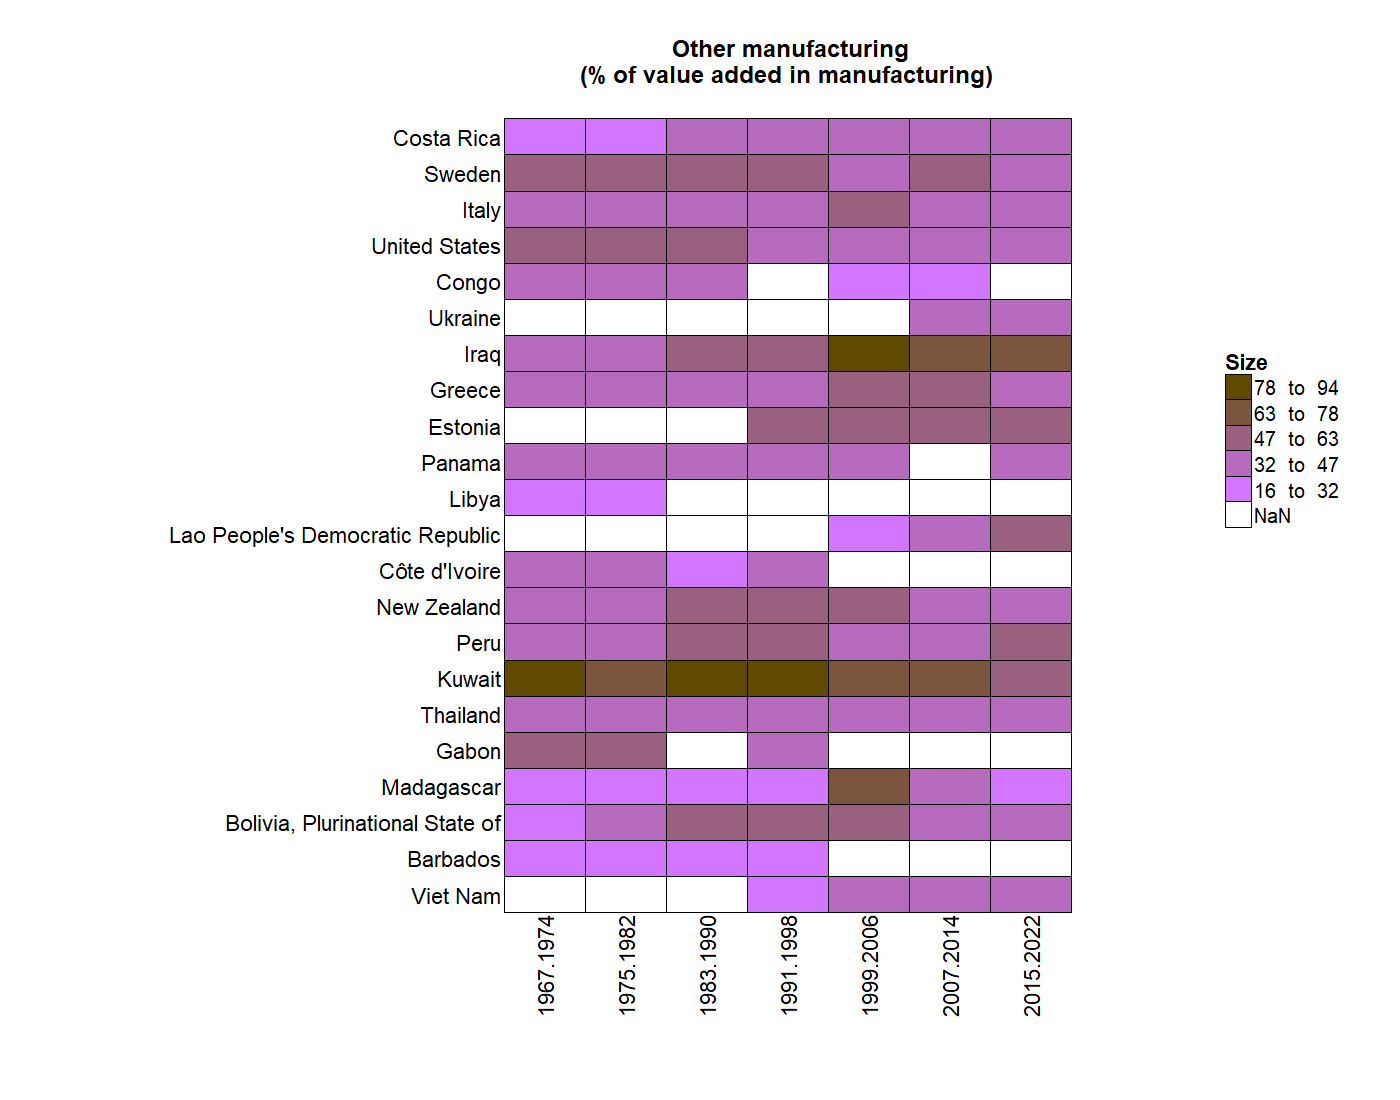 Other manufacturing
(% of value added in manufacturing)
Costa Rica
Sweden
Italy
United States
Congo
Ukraine
Iraq
Greece
Estonia
Panama
Libya
Lao People's Democratic Republic
Côte d'Ivoire
New Zealand
Peru
Kuwait
Thailand
Gabon
Madagascar
Bolivia, Plurinational State of
Barbados
Viet Nam
1967.1974
1975.1982
1983.1990
1991.1998
1999.2006
2007.2014
2015.2022
Size
78 to 94
63 to 78
47 to 63
32 to 47
16 to 32
NaN